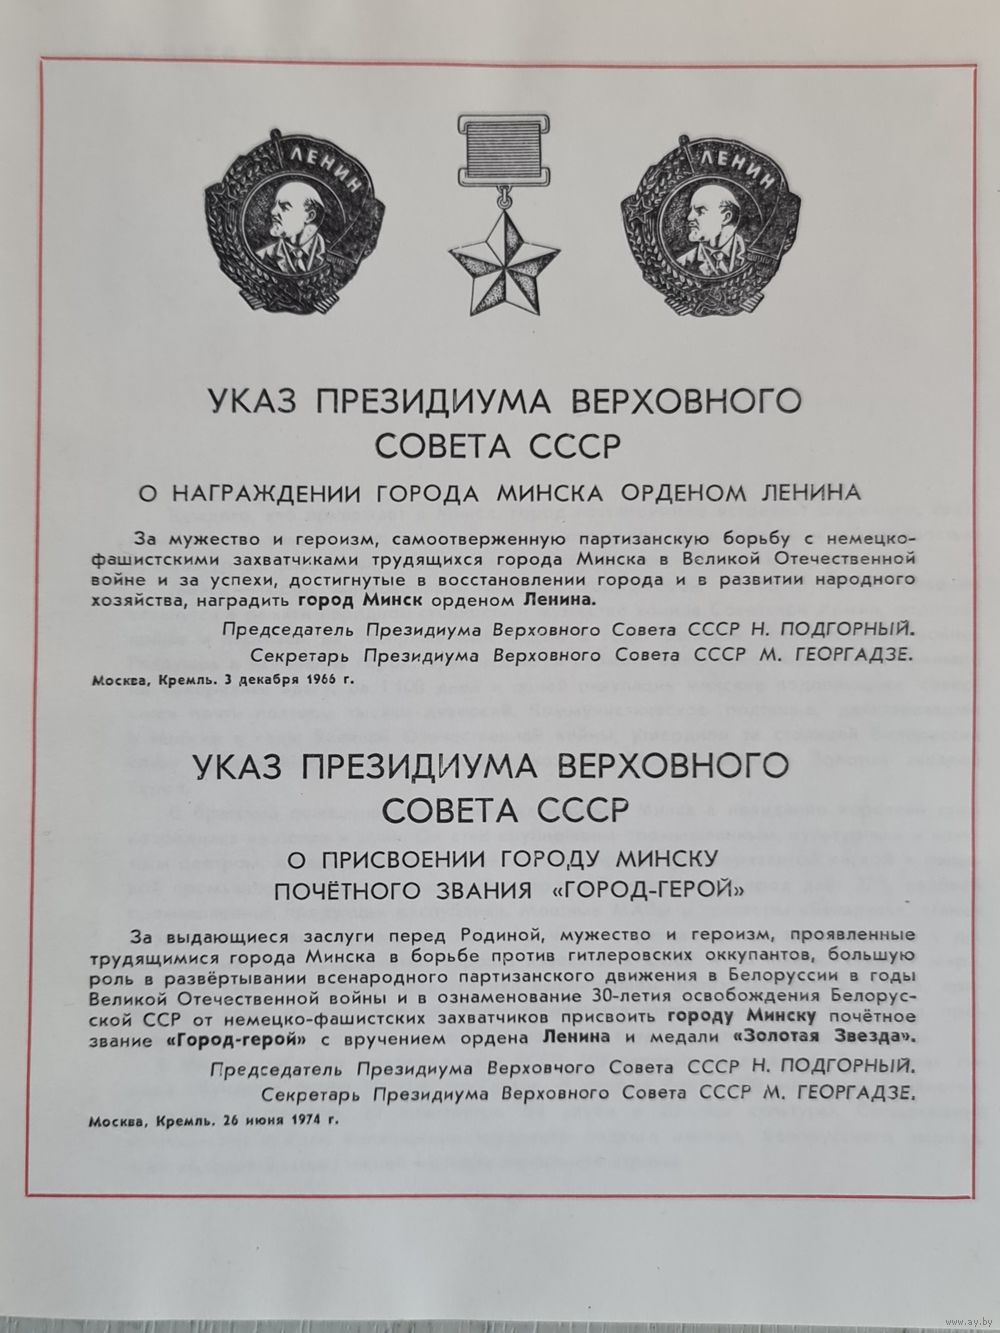 ЛЕНИН
ЛЕНИН
УКАЗ ПРЕЗИДИУМА ВЕРХОВНОГО
СОВЕТА СССР
О НАГРАЖДЕНИИ ГОРОДА МИНСКА ОРДЕНОМ ЛЕНИНА
За мужество и героизм, самоотверженную партизанскую борьбу с немецко-
фашистскими захватчиками трудящихся города Минска в Великой Отечественной
войне и за успехи, достигнутые в восстановлении города и в развитии народного
хозяйства, наградить город Минск орденом Ленина.
Председатель Президиума Верховного Совета СССР Н. ПОДГОРНЫЙ.
Секретарь Президиума Верховного Совета СССР М. ГЕОРГАДЗЕ.
Москва, Кремль. 3 декабря 1966 г.
УКАЗ ПРЕЗИДИУМА ВЕРХОВНОГО
СОВЕТА СССР
О ПРИСВОЕНИИ ГОРОДУ МИНСКУ
ПОЧЁТНОГО ЗВАНИЯ «ГОРОД-ГЕРОЙ»
За выдающиеся заслуги перед Родиной, мужество и героизм, проявленные
трудящимися города Минска в борьбе против гитлеровских оккупантов, большую
роль в развёртывании всенародного партизанского движения в Белоруссии в годы
Великой Отечественной войны и в ознаменование 30-летия освобождения Белорус-
ской ССР от немецко-фашистских захватчиков присвоить городу Минску почётное
звание «Город-герой» с вручением ордена Ленина и медали «Золотая Звезда».
Председатель Президиума Верховчого Совета СССР Н. ПОДГОРНЫЙ.
Секретарь Президиума Верховного Совета СССР М. ГЕОРГАДЗЕ.
Москва, Кремль. 26 июня 1974 г.
www.ay.by